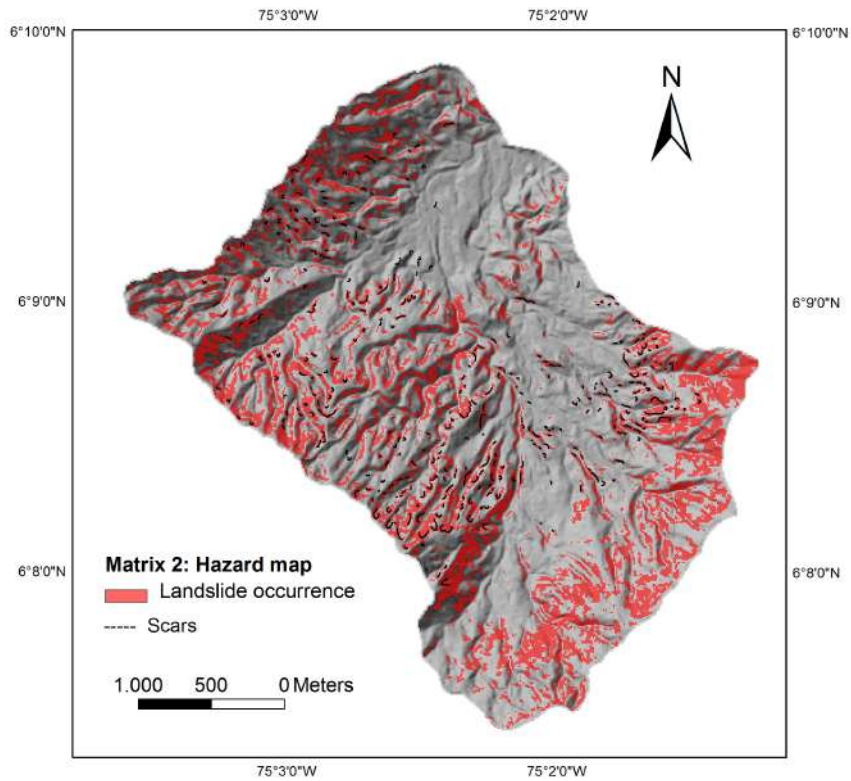 75°3'0"W 75°2'0"W
6°10'0"N 6°10'0"N
N
6°9'0"N 6°9'0"N
6°8'0"N 6°8'0"N
Matrix 2: Hazard map
Landslide occurrence
Scars
1.000 500 0 Meters
75°3'0"W 75°2'0"W